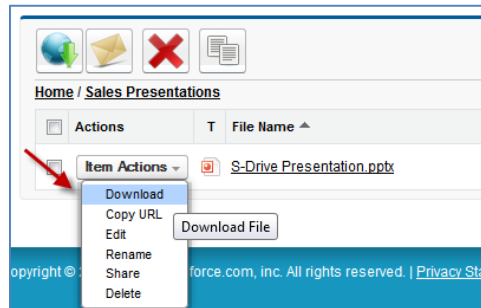 Home / Sales Presentations
Actions T File Name
Item Actions S-Drive Presentation.pptx
Download
Copy URL
Download File
Edit
Rename
Share
Delete
opyright © force.com, inc. All rights reserved. | Privacy Sta